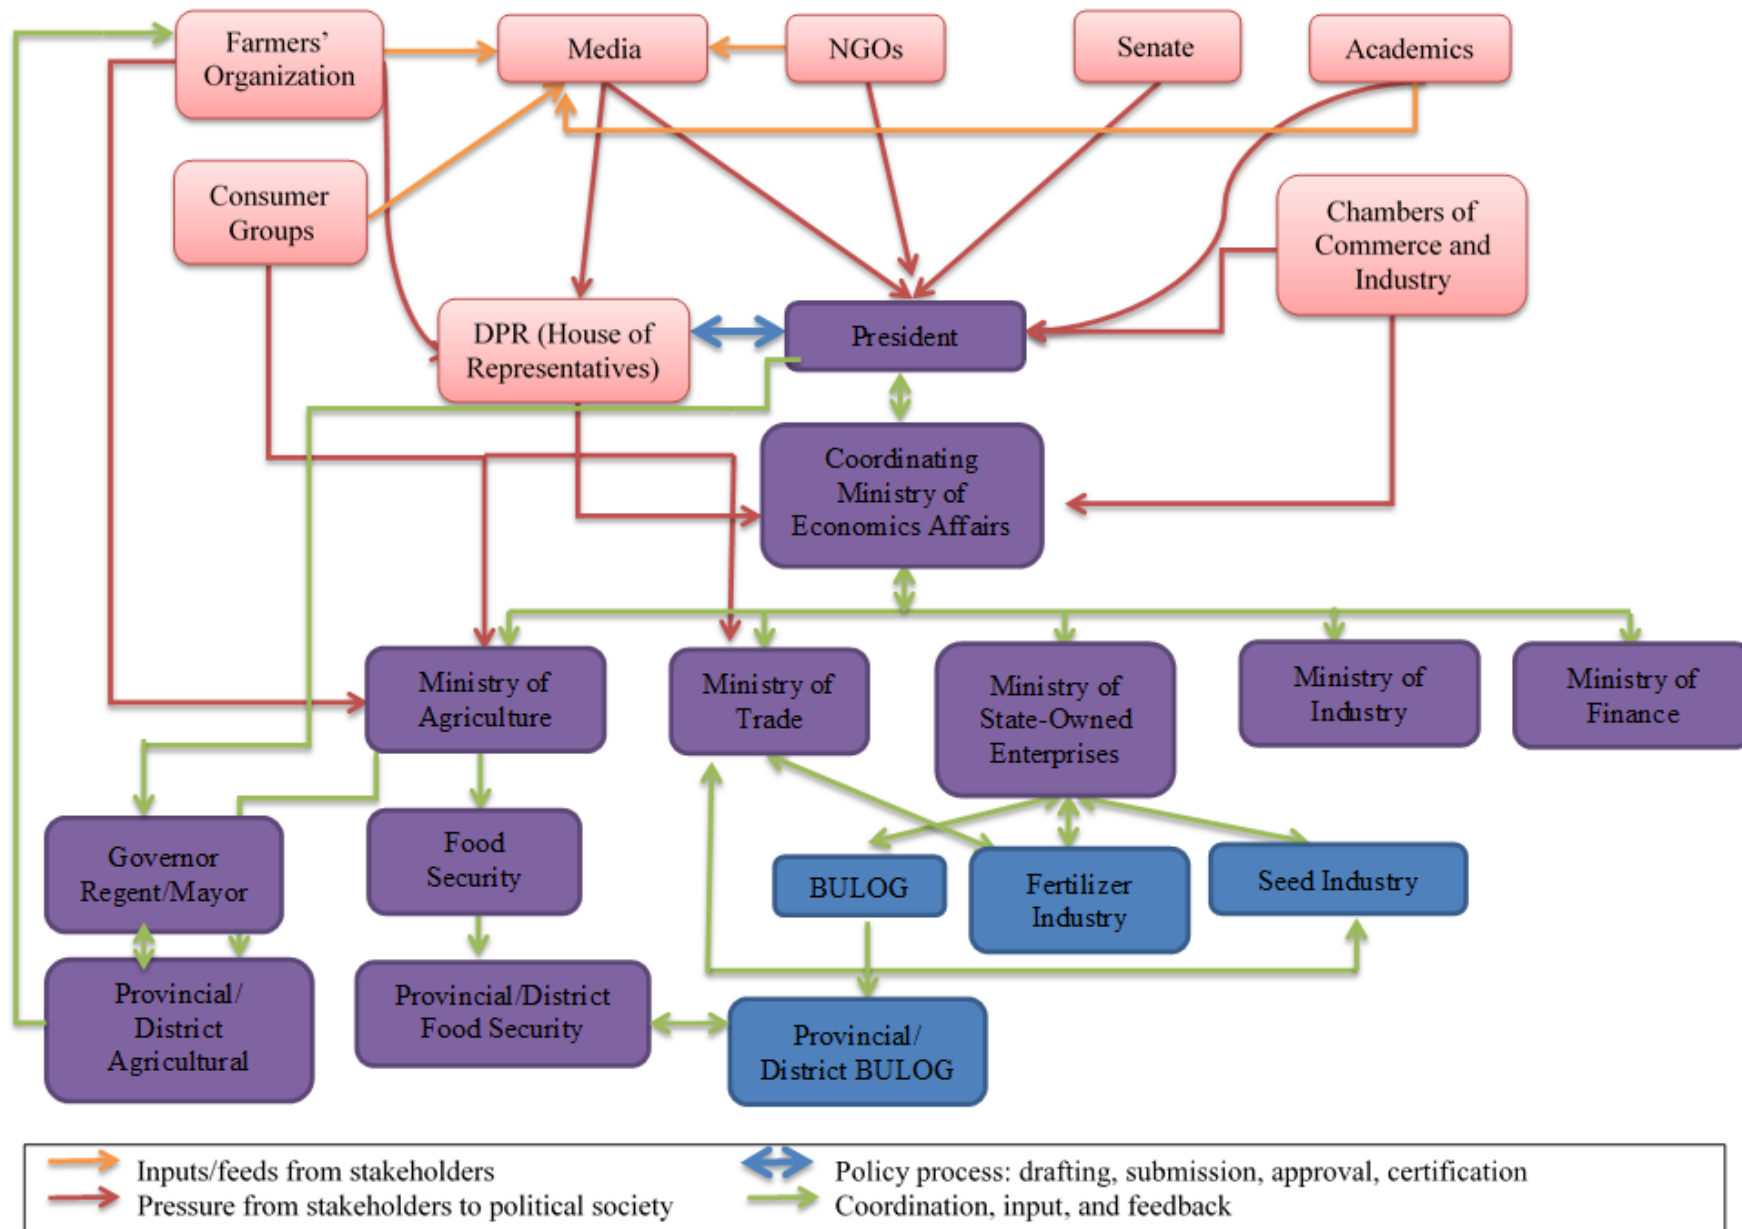 Farmers’
Organization
Media
NGOs
Senate
Academics
Consumer
Groups
Chambers of
Commerce and
Industry
DPR (House of
Representatives)
President
Coordinating
Ministry of
Economics Affairs
Ministry of
Agriculture
Ministry of
Trade
Ministry of
State-Owned
Enterprises
Ministry of
Industry
Ministry of
Finance
Governor
Regent/Mayor
Food
Security
BULOG
Fertilizer
Industry
Seed Industry
Provincial/
District
Agricultural
Provincial/District
Food Security
Provincial/
District BULOG
Inputs/feeds from stakeholders
Policy process: drafting, submission, approval, certification
Pressure from stakeholders to political society
Coordination, input, and feedback